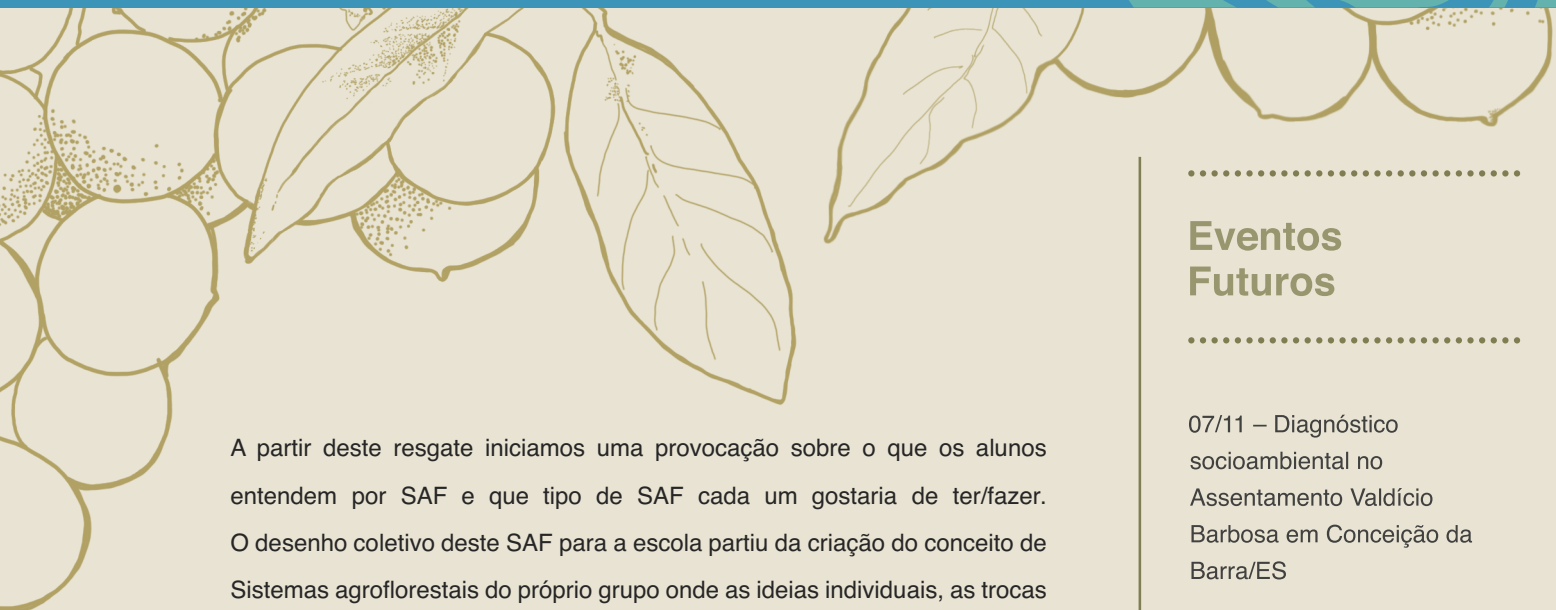 A partir deste resgate iniciamos uma provocação sobre o que os alunos
entendem por SAF e que tipo de SAF cada um gostaria de ter/fazer.
O desenho coletivo deste SAF para a escola partiu da criação do conceito de
Sistemas agroflorestais do próprio grupo onde as ideias individuais, as trocas
Eventos
Futuros
07/11 – Diagnóstico
socioambiental no
Assentamento Valdício
Barbosa em Conceição da
Barra/ES